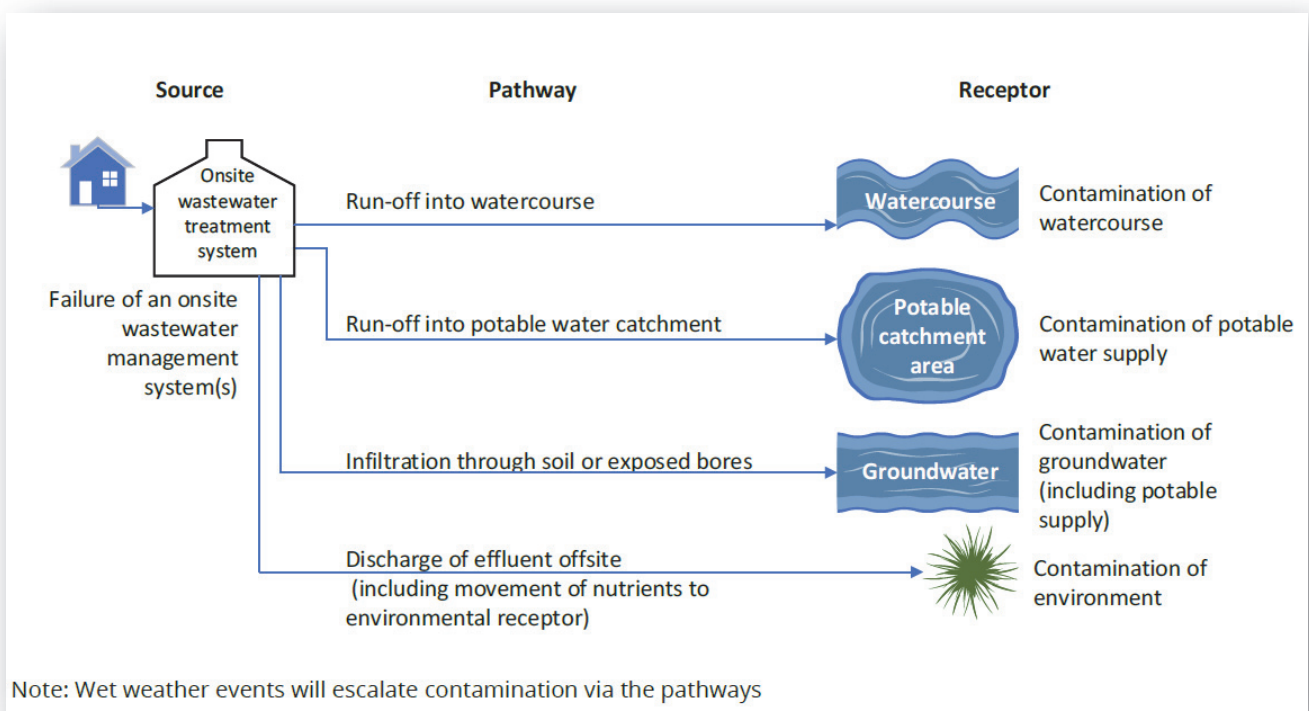 Source
Pathway
Receptor
Onsite
wastewater
treatment
system
Failure of an onsite
wastewater
management
system(s)
Run-off into watercourse
Watercourse
Contamination of
watercourse
Run-off into potable water catchment
Potable
catchment
area
Contamination of potable
water supply
Infiltration through soil or exposed bores
Groundwater
Contamination of
groundwater
(including potable
supply)
Discharge of effluent offsite
(including movement of nutrients to
environmental receptor)
Contamination of
environment
Note: Wet weather events will escalate contamination via the pathways